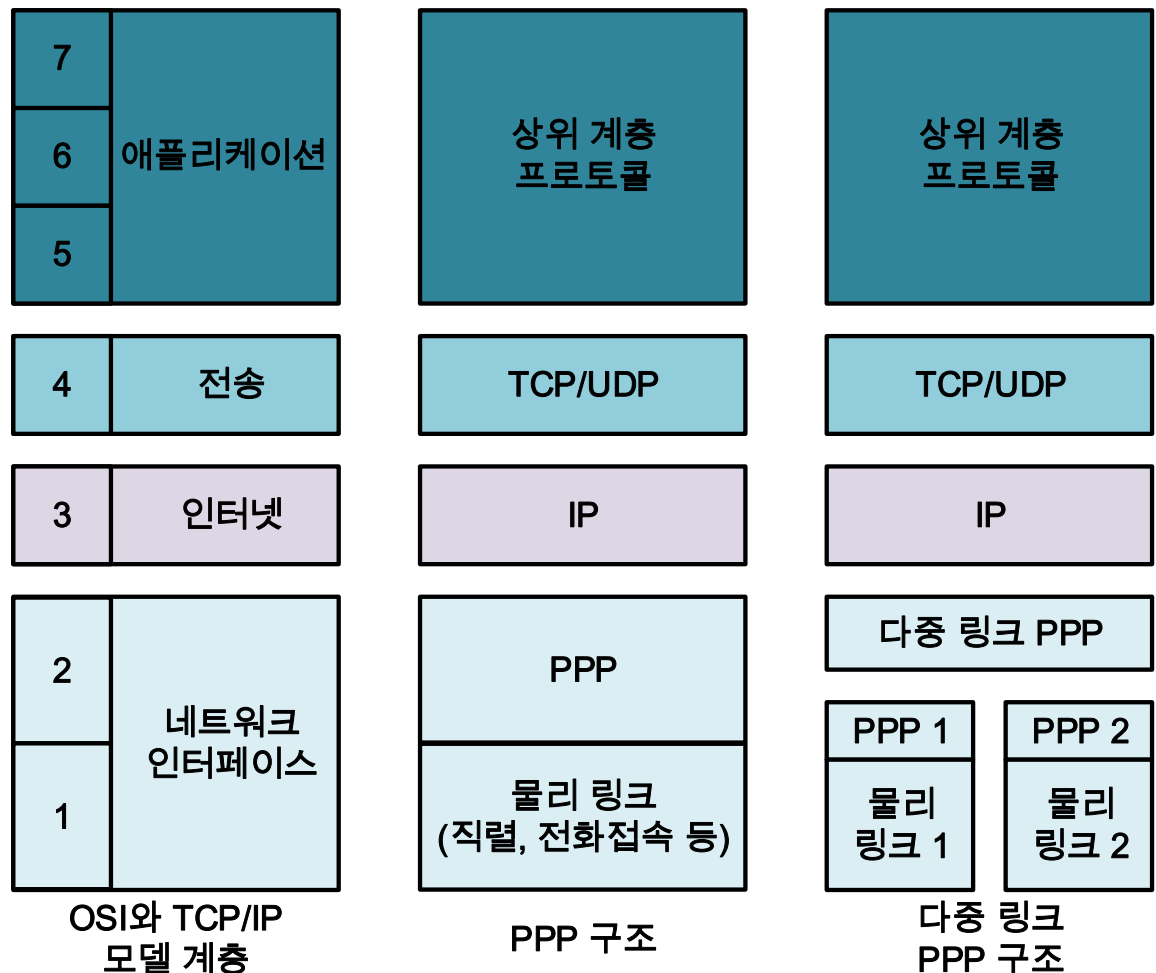 7
6
5
애플리케이션
4
전송
3
인터넷
2
1
네트워크
인터페이스
OSI와 TCP/IP
모델 계층
상위 계층
프로토콜
TCP/UDP
IP
PPP
물리 링크
(직렬, 전화접속 등)
PPP 구조
상위 계층
프로토콜
TCP/UDP
IP
다중 링크 PPP
PPP 1
물리
링크 1
PPP 2
물리
링크 2
다중 링크
PPP 구조